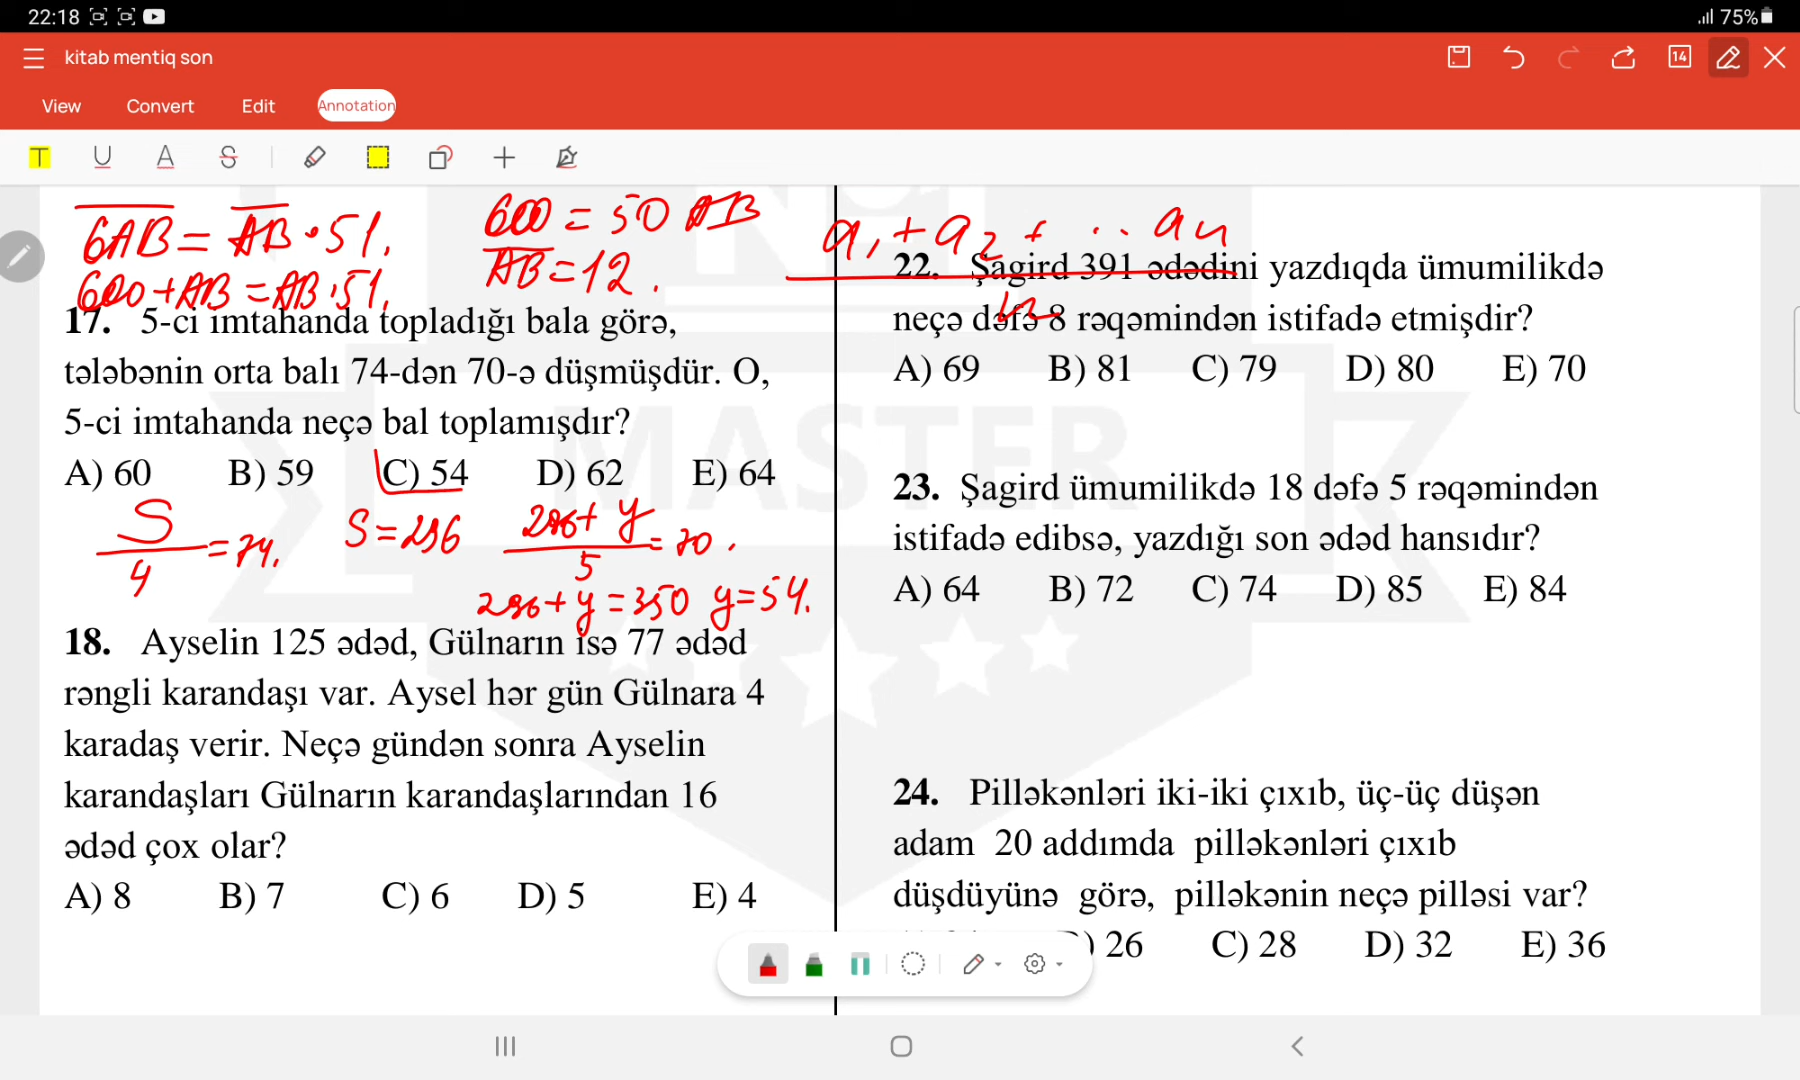 22:18
75%
kitab mentiq son
14
View Convert Edit Annotation
T U A S
6AB = AB · 51.
600 + AB = AB · 51.
600 = 50 AB
AB = 12.
17. 5-ci imtahanda topladığı bala görə,
tələbənin orta balı 74-dən 70-ə düşmüşdür. O,
5-ci imtahanda neçə bal toplamışdır?
A) 60 B) 59 C) 54 D) 62 E) 64
S/4 = 74. S = 296 (296 + y)/5 = 70.
296 + y = 350 y = 54.
18. Ayselin 125 ədəd, Gülnarın isə 77 ədəd
rəngli karandaşı var. Aysel hər gün Gülnara 4
karadaş verir. Neçə gündən sonra Ayselin
karandaşları Gülnarın karandaşlarından 16
ədəd çox olar?
A) 8 B) 7 C) 6 D) 5 E) 4
a₁ + a₂ + .. aₙ
n
22. Şagird 391 ədədini yazdıqda ümumilikdə
neçə dəfə 8 rəqəmindən istifadə etmişdir?
A) 69 B) 81 C) 79 D) 80 E) 70
MASTER
23. Şagird ümumilikdə 18 dəfə 5 rəqəmindən
istifadə edibsə, yazdığı son ədəd hansıdır?
A) 64 B) 72 C) 74 D) 85 E) 84
24. Pilləkənləri iki-iki çıxıb, üç-üç düşən
adam 20 addımda pilləkənləri çıxıb
düşdüyünə görə, pilləkənin neçə pilləsi var?
) 26 C) 28 D) 32 E) 36